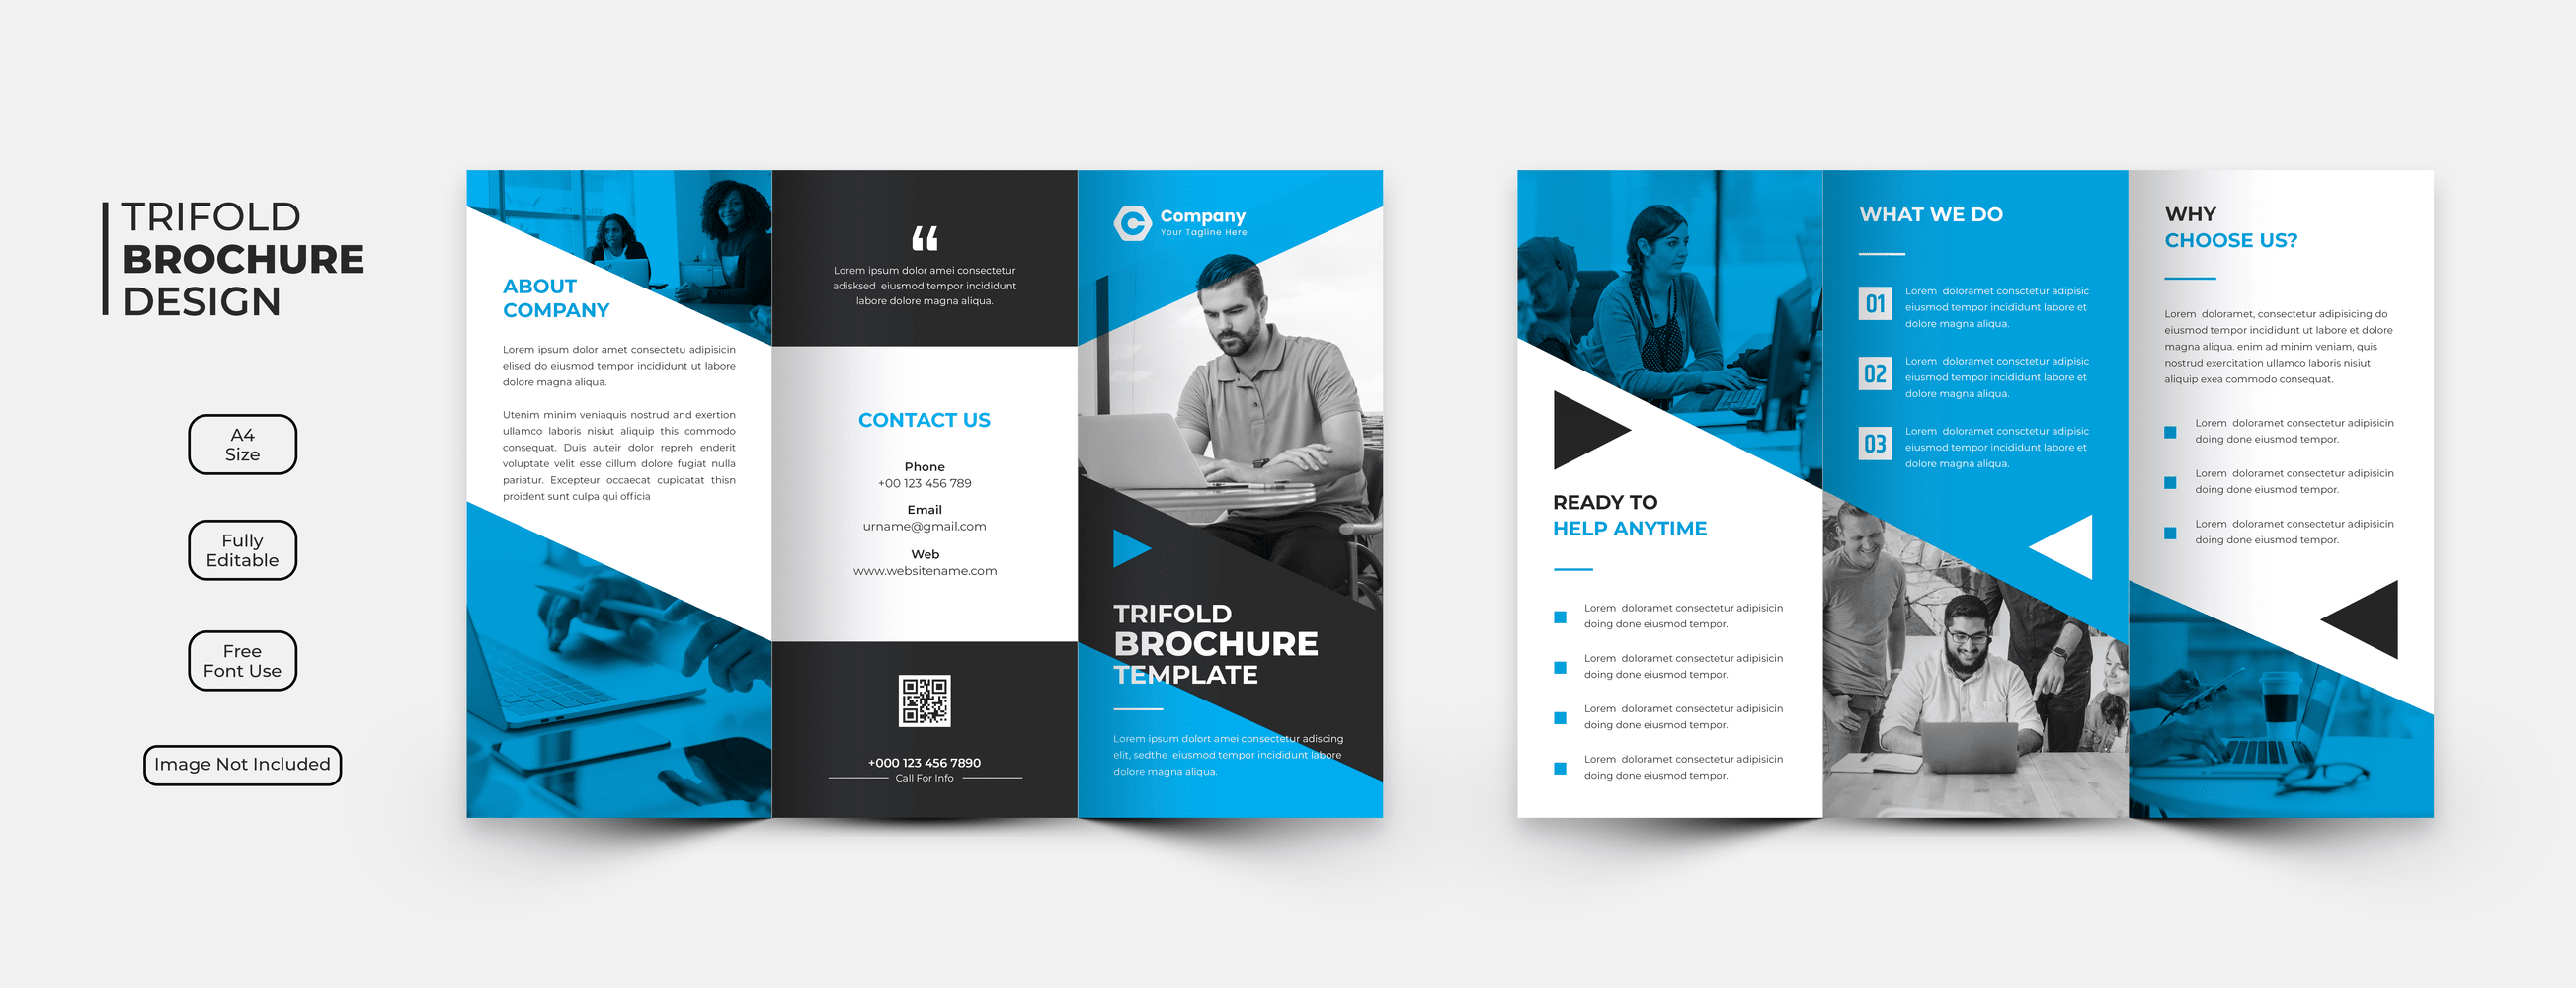 TRIFOLD
BROCHURE
DESIGN
A4
Size
Fully
Editable
Free
Font Use
Image Not Included
ABOUT
COMPANY
Lorem ipsum dolor amet consectetu adipisicin
elised do eiusmod tempor incididunt ut labore
dolore magna aliqua.
Utenim minim veniaquis nostrud and exertion
ullamco laboris nisiut aliquip this commodo
consequat. Duis auteir dolor repreh enderit
voluptate velit esse cillum dolore fugiat nulla
pariatur. Excepteur occaecat cupidatat thisn
proident sunt culpa qui officia
“
Lorem ipsum dolor amei consectetur
adisksed eiusmod tempor incididunt
labore dolore magna aliqua.
CONTACT US
Phone
+00 123 456 789
Email
urname@gmail.com
Web
www.websitename.com
+000 123 456 7890
Call For Info
Company
Your Tagline Here
TRIFOLD
BROCHURE
TEMPLATE
Lorem ipsum dolort amei consectetur adiscing
elit, sedthe eiusmod tempor incididunt labore
dolore magna aliqua.
READY TO
HELP ANYTIME
Lorem doloramet consectetur adipisicin
doing done eiusmod tempor.
Lorem doloramet consectetur adipisicin
doing done eiusmod tempor.
Lorem doloramet consectetur adipisicin
doing done eiusmod tempor.
Lorem doloramet consectetur adipisicin
doing done eiusmod tempor.
WHAT WE DO
01
Lorem doloramet consctetur adipisic
eiusmod tempor incididunt labore et
dolore magna aliqua.
02
Lorem doloramet consctetur adipisic
eiusmod tempor incididunt labore et
dolore magna aliqua.
03
Lorem doloramet consctetur adipisic
eiusmod tempor incididunt labore et
dolore magna aliqua.
WHY
CHOOSE US?
Lorem doloramet, consectetur adipisicing do
eiusmod tempor incididunt ut labore et dolore
magna aliqua. enim ad minim veniam, quis
nostrud exercitation ullamco laboris nisiut
aliquip exea commodo consequat.
Lorem doloramet consectetur adipisicin
doing done eiusmod tempor.
Lorem doloramet consectetur adipisicin
doing done eiusmod tempor.
Lorem doloramet consectetur adipisicin
doing done eiusmod tempor.